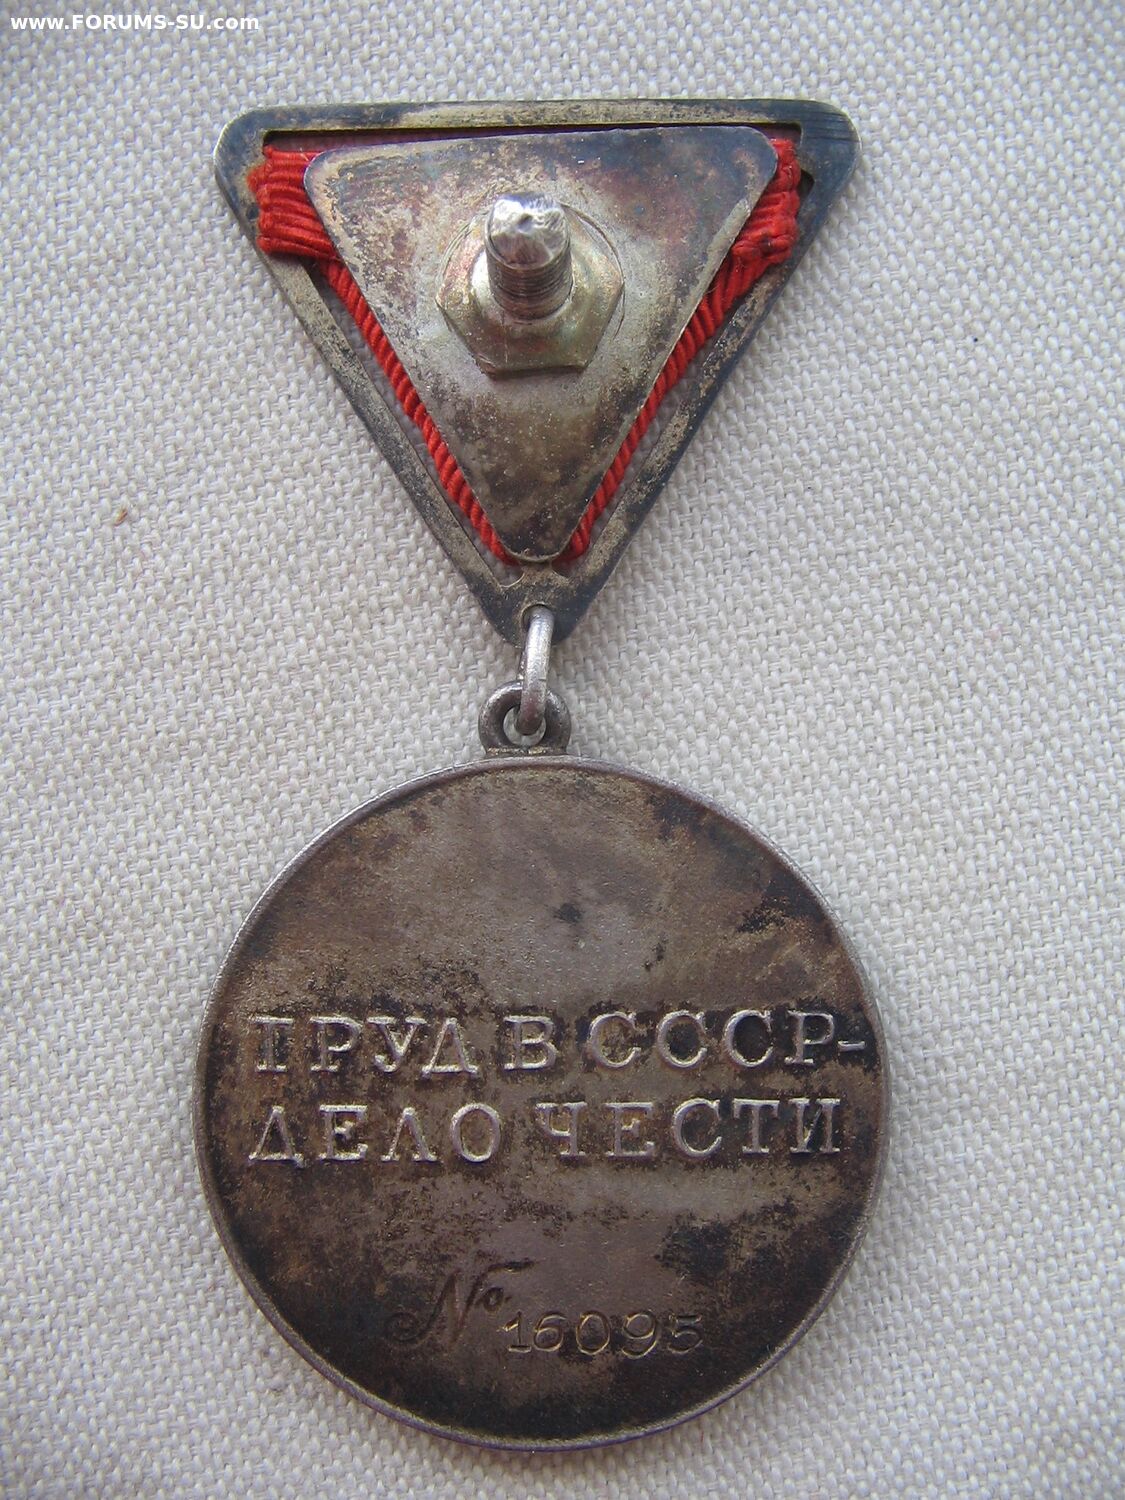 www.FORUMS-SU.com
ТРУД В СССР-
ДЕЛО ЧЕСТИ
№ 16095